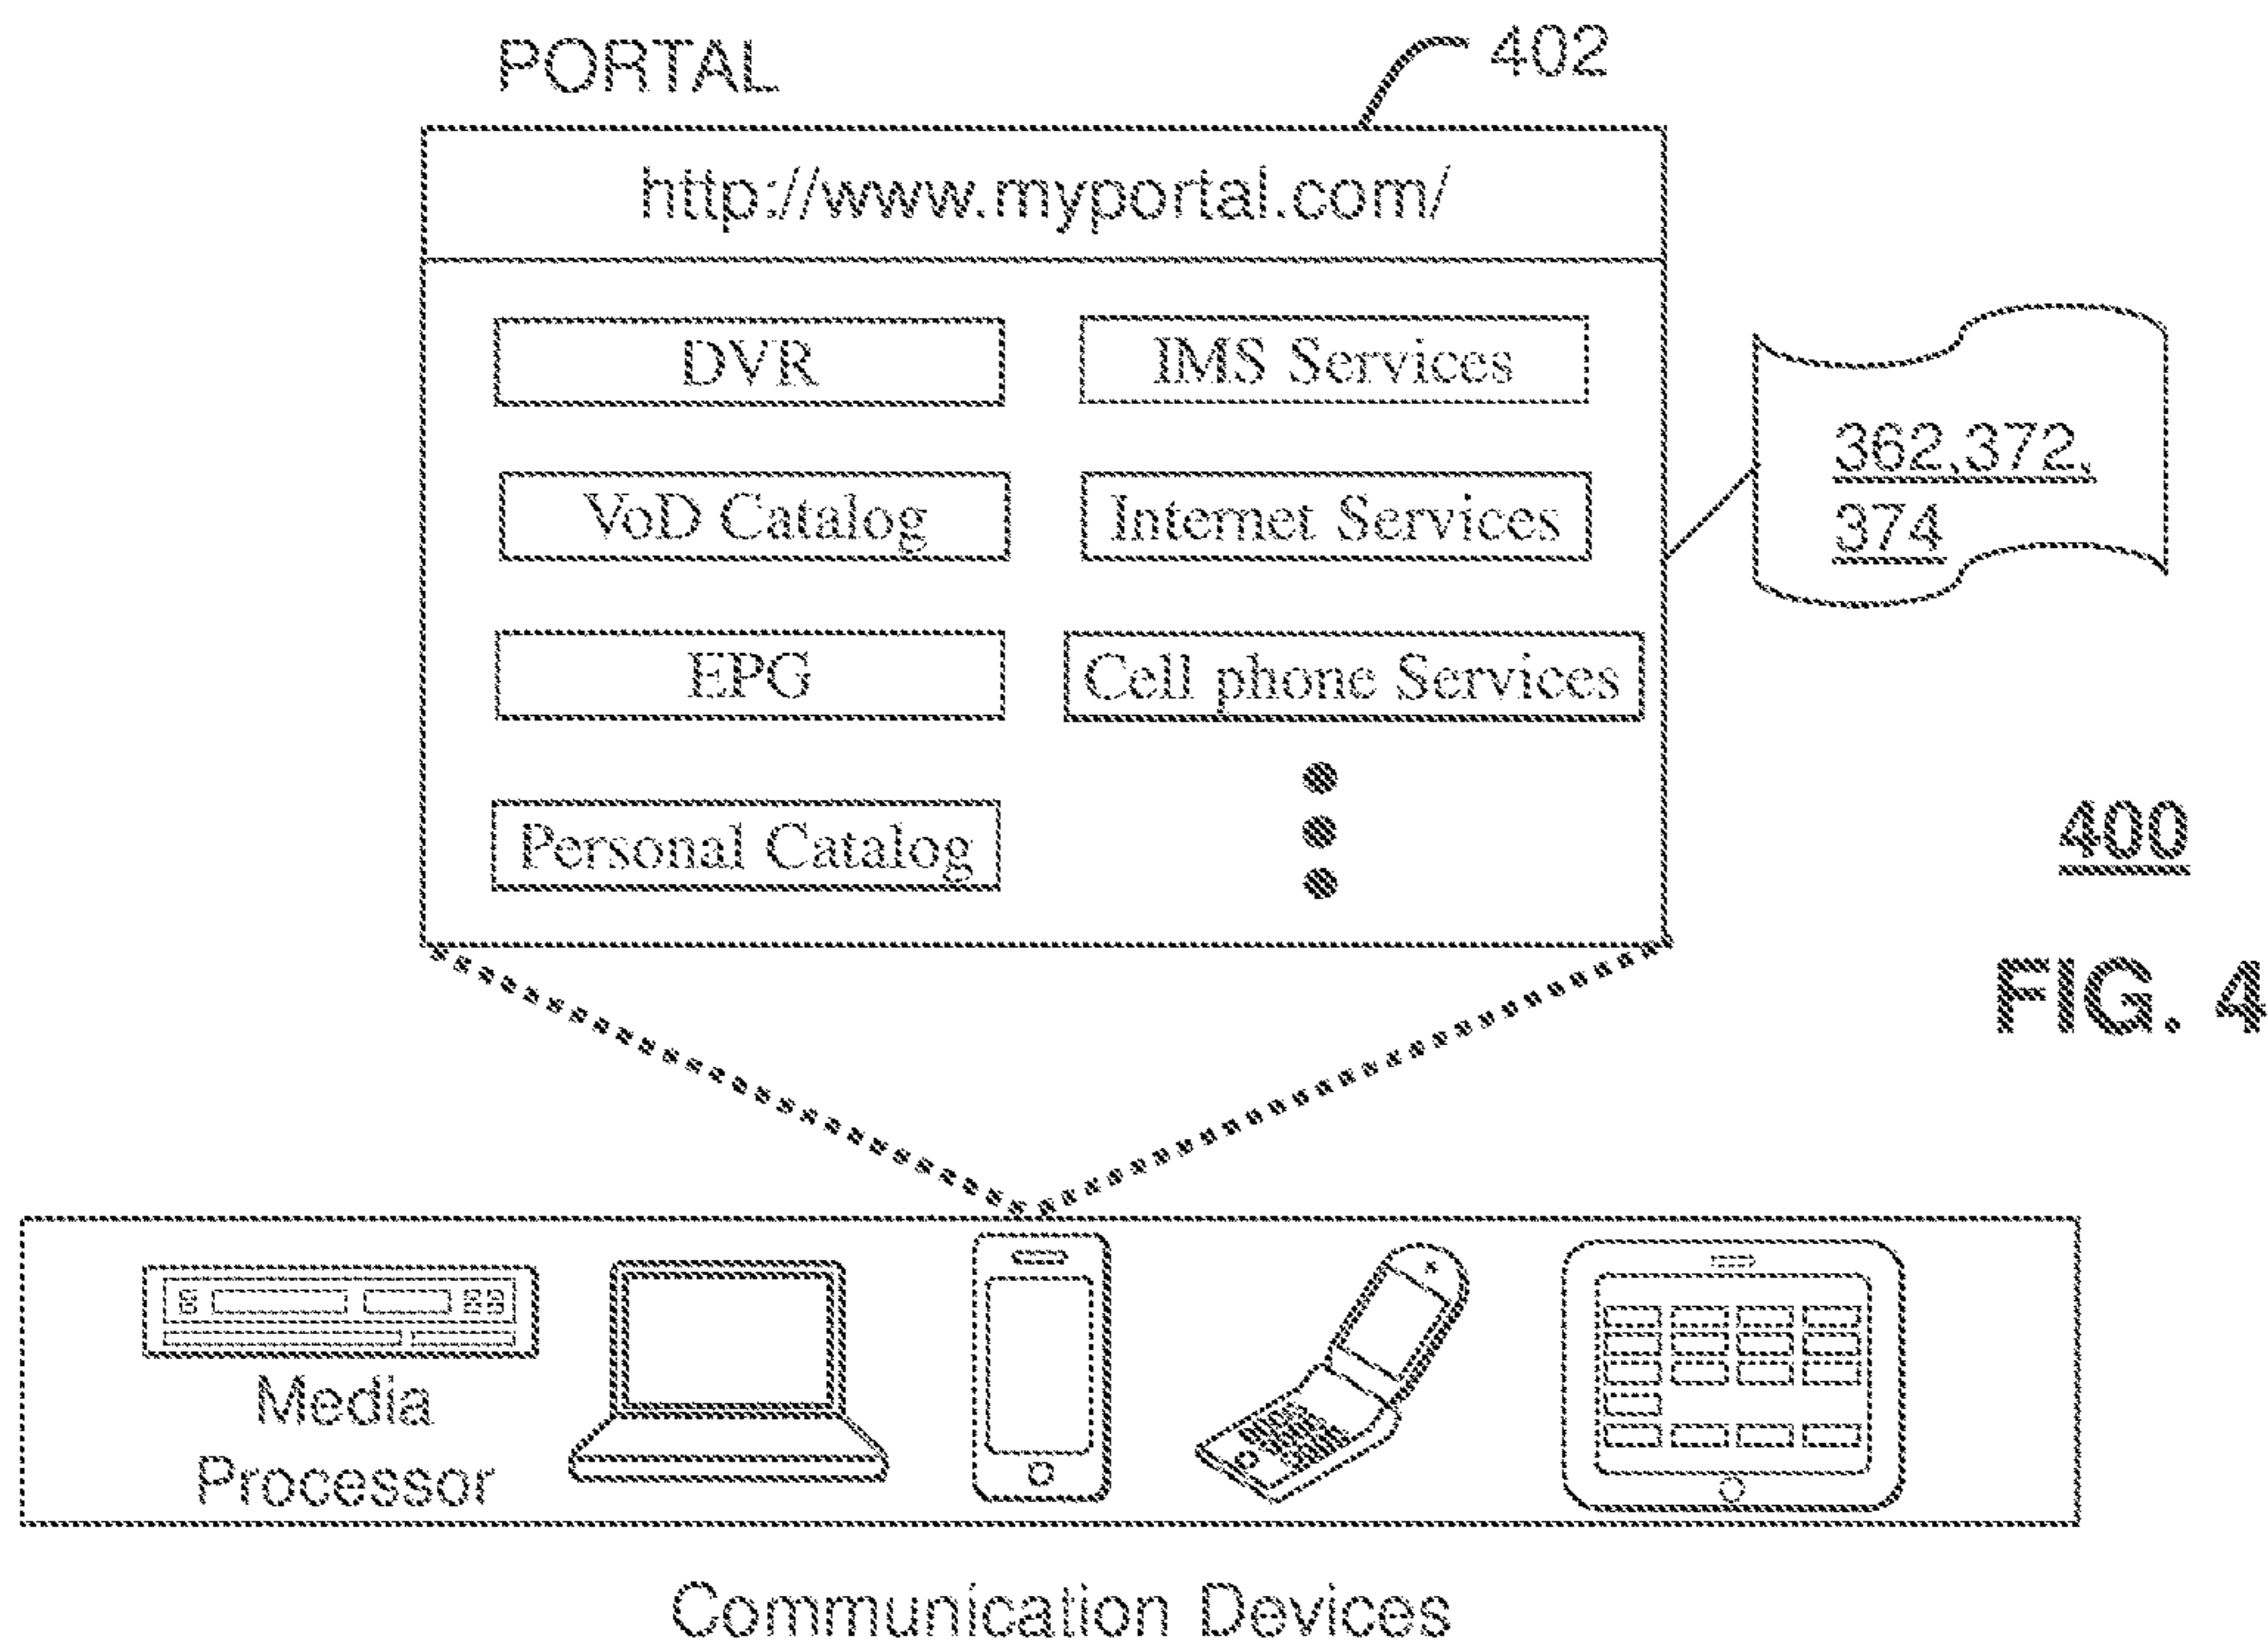 PORTAL
402
http://www.myportal.com/
DVR
IMS Services
VoD Catalog
Internet Services
EPG
Cell phone Services
Personal Catalog
362,372,
374
400
FIG. 4
Media
Processor
Communication Devices